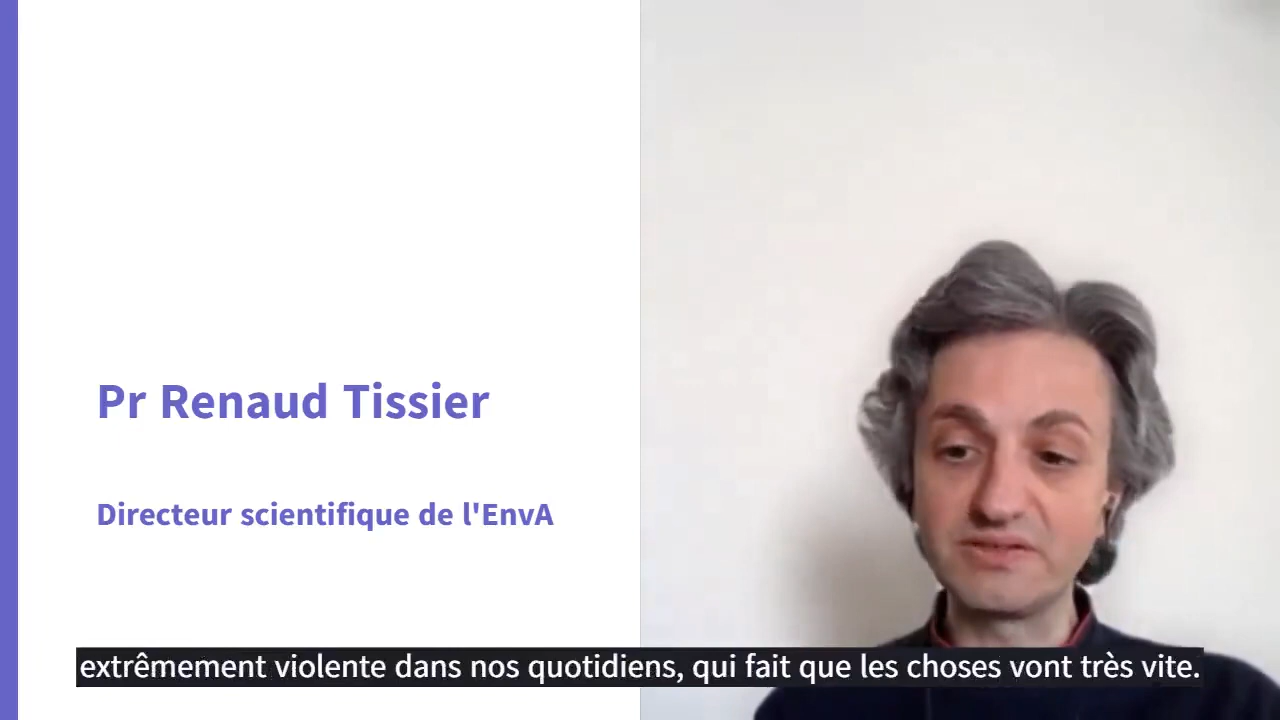 Pr Renaud Tissier
Directeur scientifique de l'EnvA
extrêmement violente dans nos quotidiens, qui fait que les choses vont très vite.